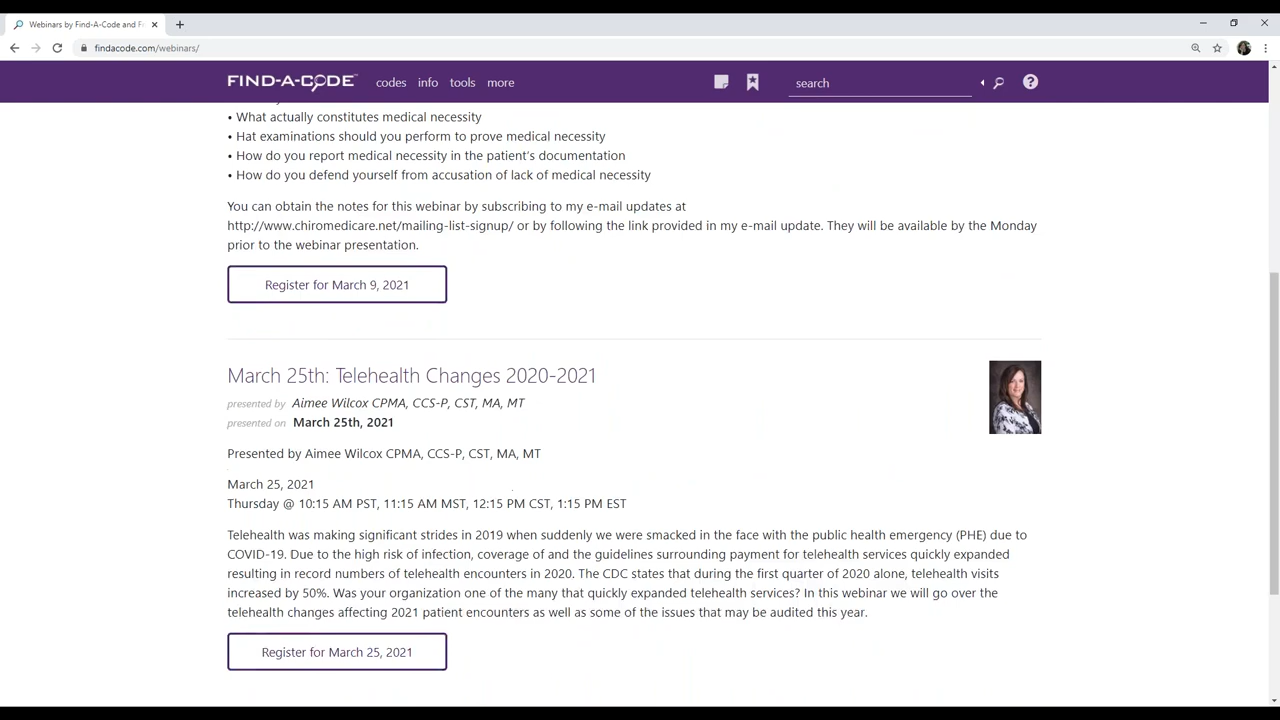 Webinars by Find-A-Code and Fi
findacode.com/webinars/
FIND-A-CODE codes info tools more search
• What actually constitutes medical necessity
• Hat examinations should you perform to prove medical necessity
• How do you report medical necessity in the patient's documentation
• How do you defend yourself from accusation of lack of medical necessity
You can obtain the notes for this webinar by subscribing to my e-mail updates at
http://www.chiromedicare.net/mailing-list-signup/ or by following the link provided in my e-mail update. They will be available by the Monday
prior to the webinar presentation.
Register for March 9, 2021
March 25th: Telehealth Changes 2020-2021
presented by Aimee Wilcox CPMA, CCS-P, CST, MA, MT
presented on March 25th, 2021
Presented by Aimee Wilcox CPMA, CCS-P, CST, MA, MT
March 25, 2021
Thursday @ 10:15 AM PST, 11:15 AM MST, 12:15 PM CST, 1:15 PM EST
Telehealth was making significant strides in 2019 when suddenly we were smacked in the face with the public health emergency (PHE) due to
COVID-19. Due to the high risk of infection, coverage of and the guidelines surrounding payment for telehealth services quickly expanded
resulting in record numbers of telehealth encounters in 2020. The CDC states that during the first quarter of 2020 alone, telehealth visits
increased by 50%. Was your organization one of the many that quickly expanded telehealth services? In this webinar we will go over the
telehealth changes affecting 2021 patient encounters as well as some of the issues that may be audited this year.
Register for March 25, 2021